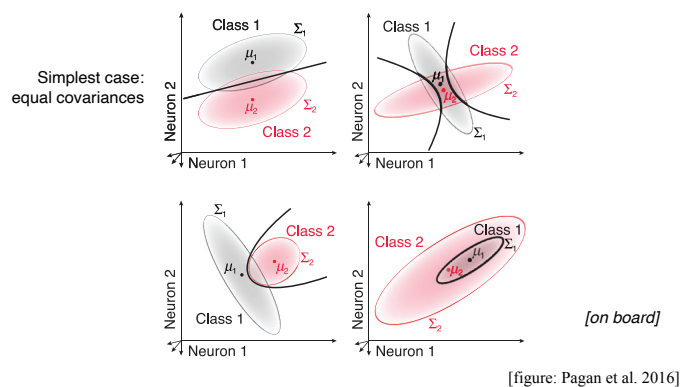 Simplest case:
equal covariances
Class 1
Σ1
μ1
μ2
Σ2
Class 2
Neuron 2
Neuron 1
Class 1
Class 2
μ1
μ2
Σ2
Σ1
Neuron 2
Neuron 1
Σ1
Class 2
μ1
μ2
Σ2
Class 1
Neuron 2
Neuron 1
Class 1
Class 2
Σ1
μ1
μ2
Σ2
Neuron 2
Neuron 1
[on board]
[figure: Pagan et al. 2016]